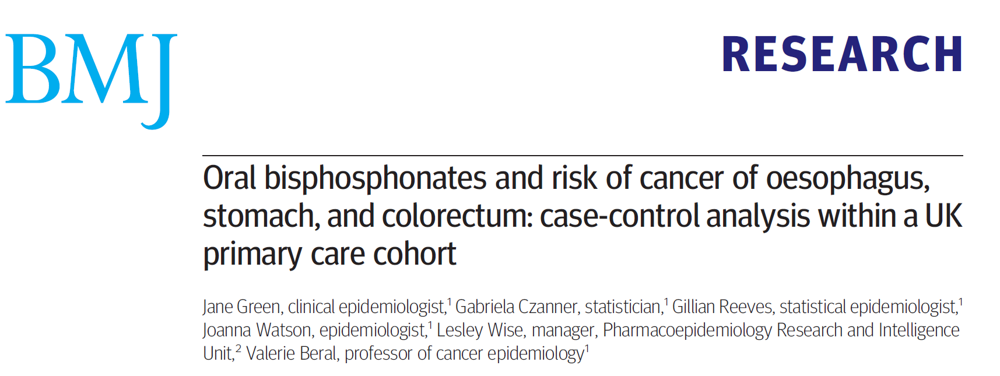 BMJ
RESEARCH
Oral bisphosphonates and risk of cancer of oesophagus,
stomach, and colorectum: case-control analysis within a UK
primary care cohort
Jane Green, clinical epidemiologist,¹ Gabriela Czanner, statistician,¹ Gillian Reeves, statistical epidemiologist,¹
Joanna Watson, epidemiologist,¹ Lesley Wise, manager, Pharmacoepidemiology Research and Intelligence
Unit,² Valerie Beral, professor of cancer epidemiology¹